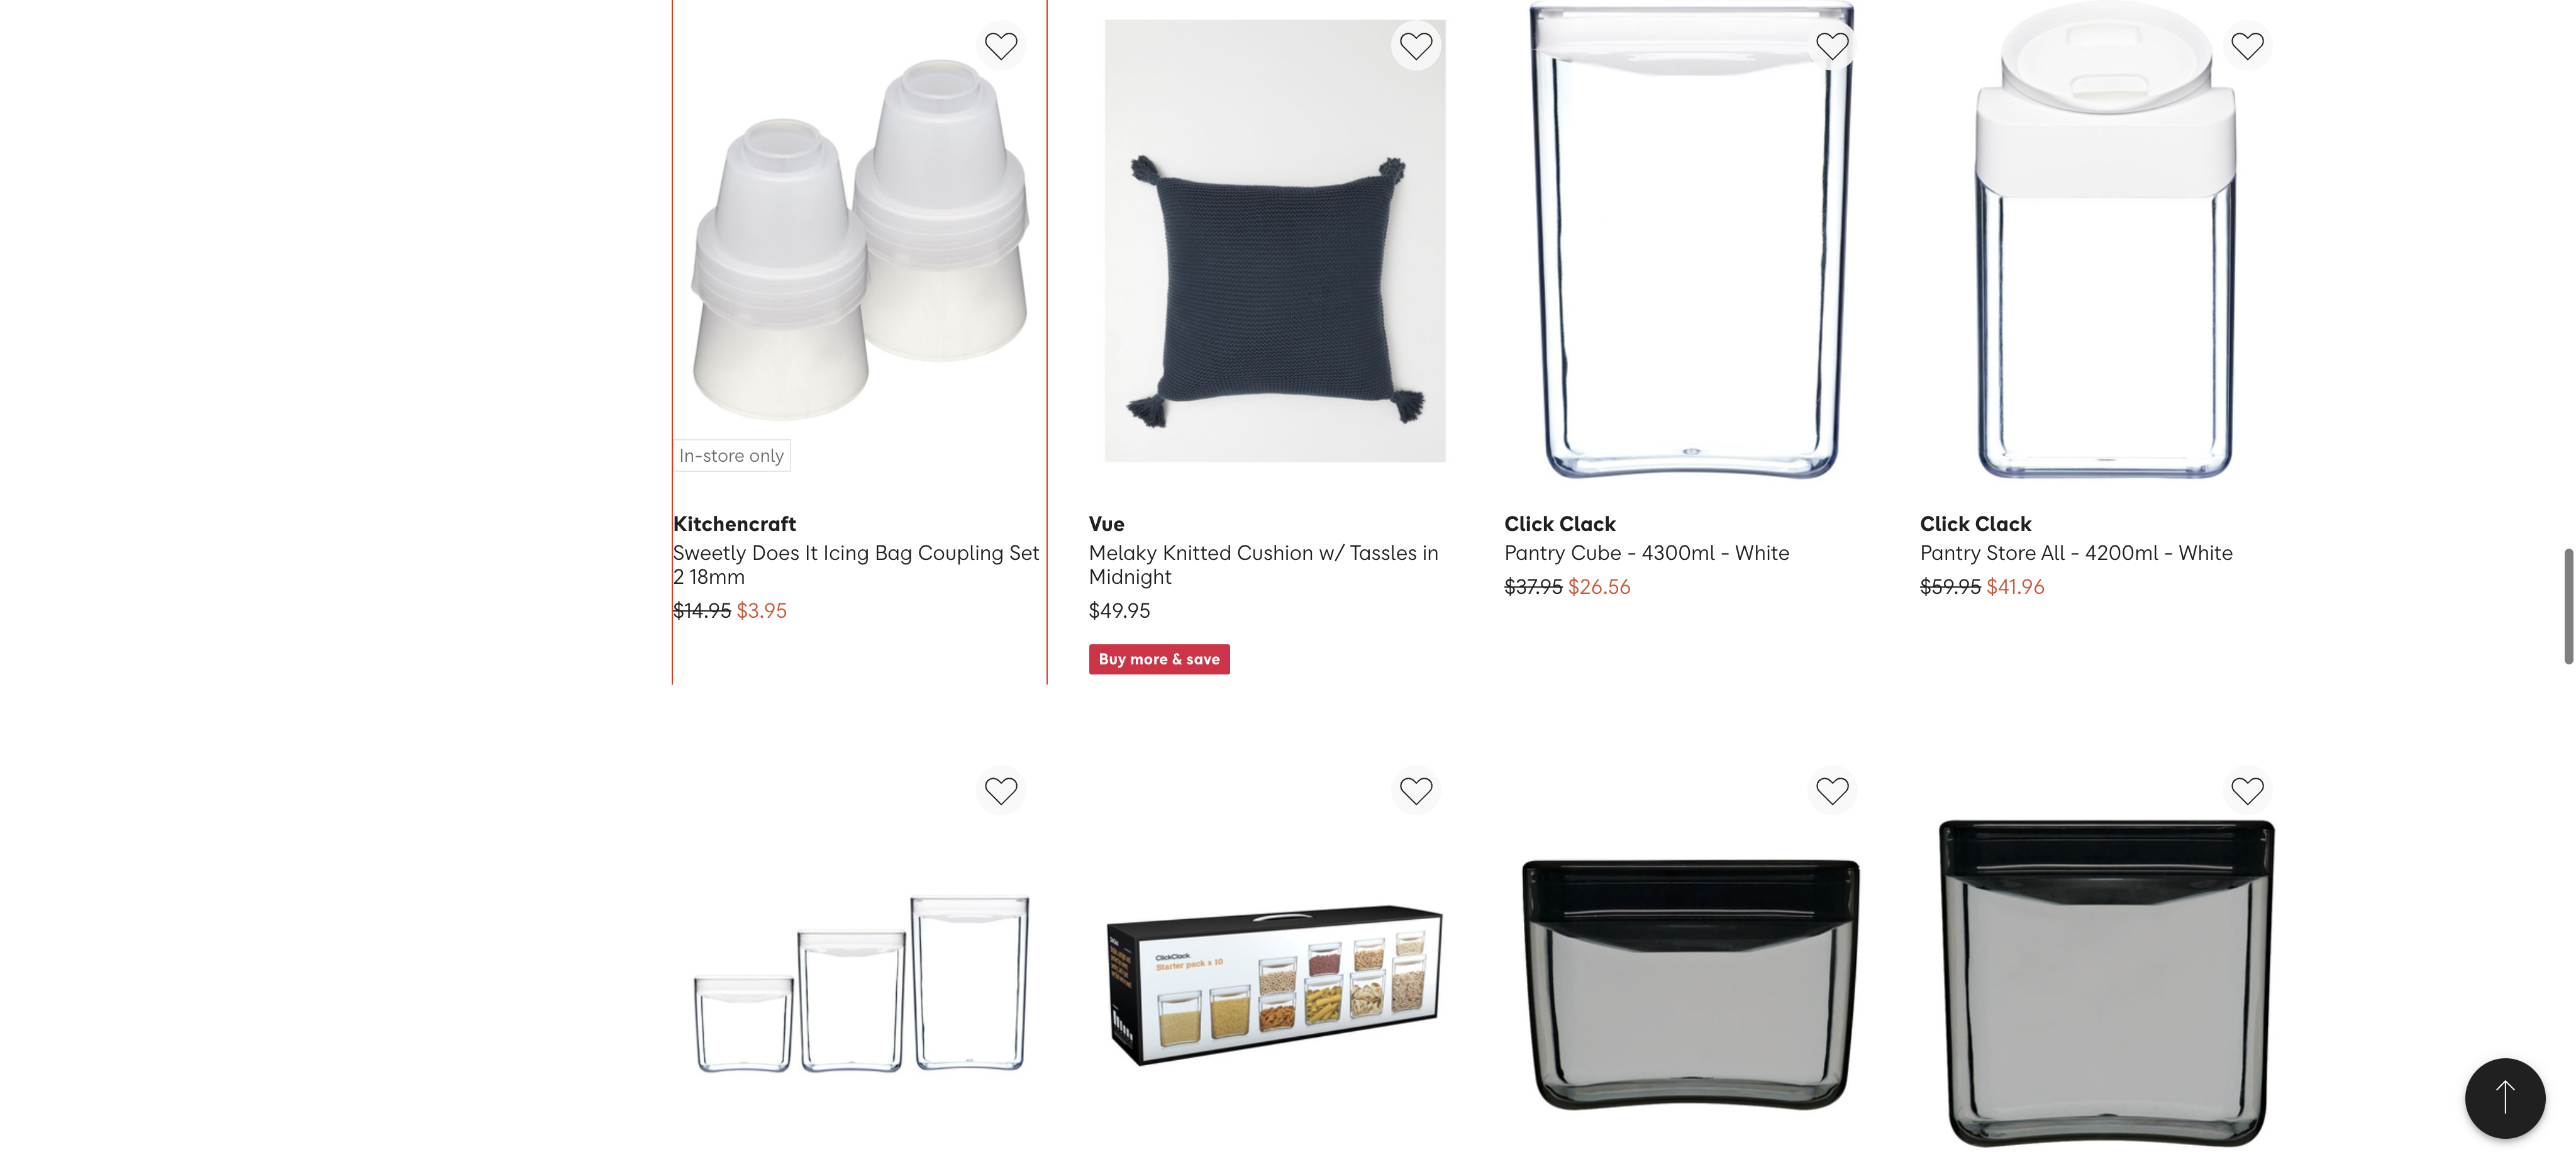 In-store only
Kitchencraft
Sweetly Does It Icing Bag Coupling Set
2 18mm
$14.95 $3.95
Vue
Melaky Knitted Cushion w/ Tassles in
Midnight
$49.95
Buy more & save
Click Clack
Pantry Cube - 4300ml - White
$37.95 $26.56
Click Clack
Pantry Store All - 4200ml - White
$59.95 $41.96
ClickClack
Starter pack x 10